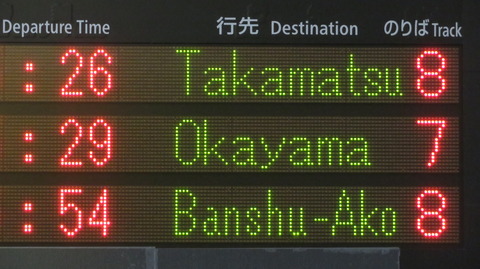 Departure Time 行先 Destination のりば Track
:26 Takamatsu 8
:29 Okayama 7
:54 Banshu-Ako 8